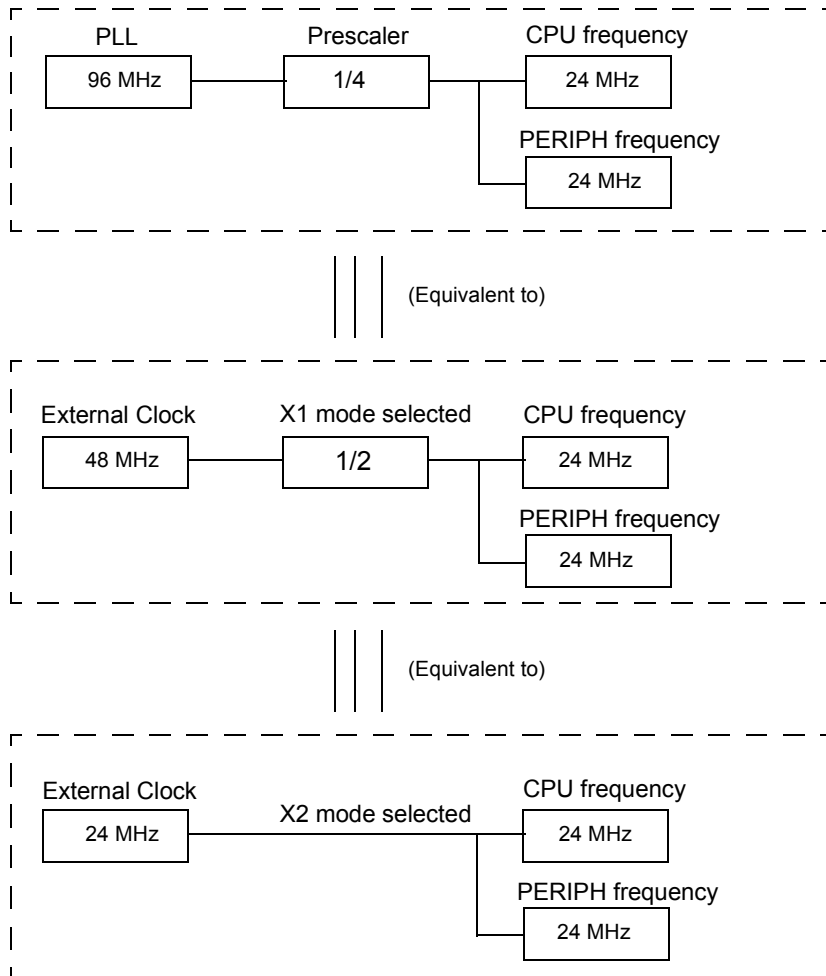 PLL Prescaler CPU frequency
96 MHz 1/4 24 MHz
PERIPH frequency
24 MHz
(Equivalent to)
External Clock X1 mode selected CPU frequency
48 MHz 1/2 24 MHz
PERIPH frequency
24 MHz
(Equivalent to)
External Clock CPU frequency
24 MHz X2 mode selected 24 MHz
PERIPH frequency
24 MHz